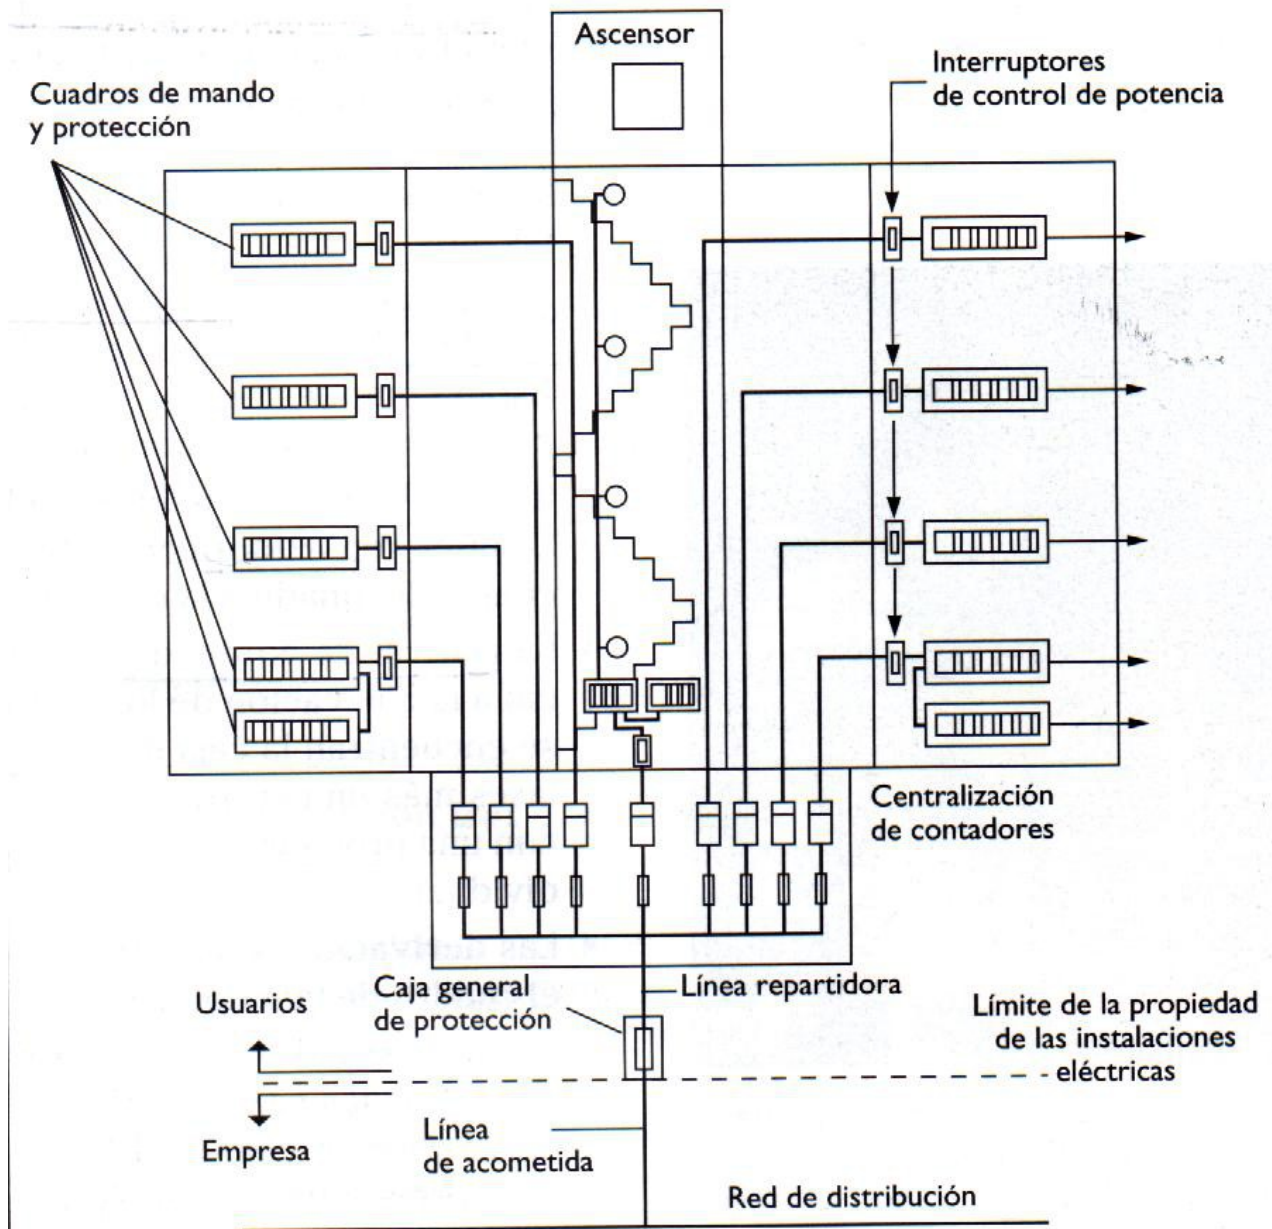 Ascensor
Interruptores
de control de potencia
Cuadros de mando
y protección
Centralización
de contadores
Caja general
de protección
Línea repartidora
Usuarios
Límite de la propiedad
de las instalaciones
eléctricas
Empresa
Línea
de acometida
Red de distribución